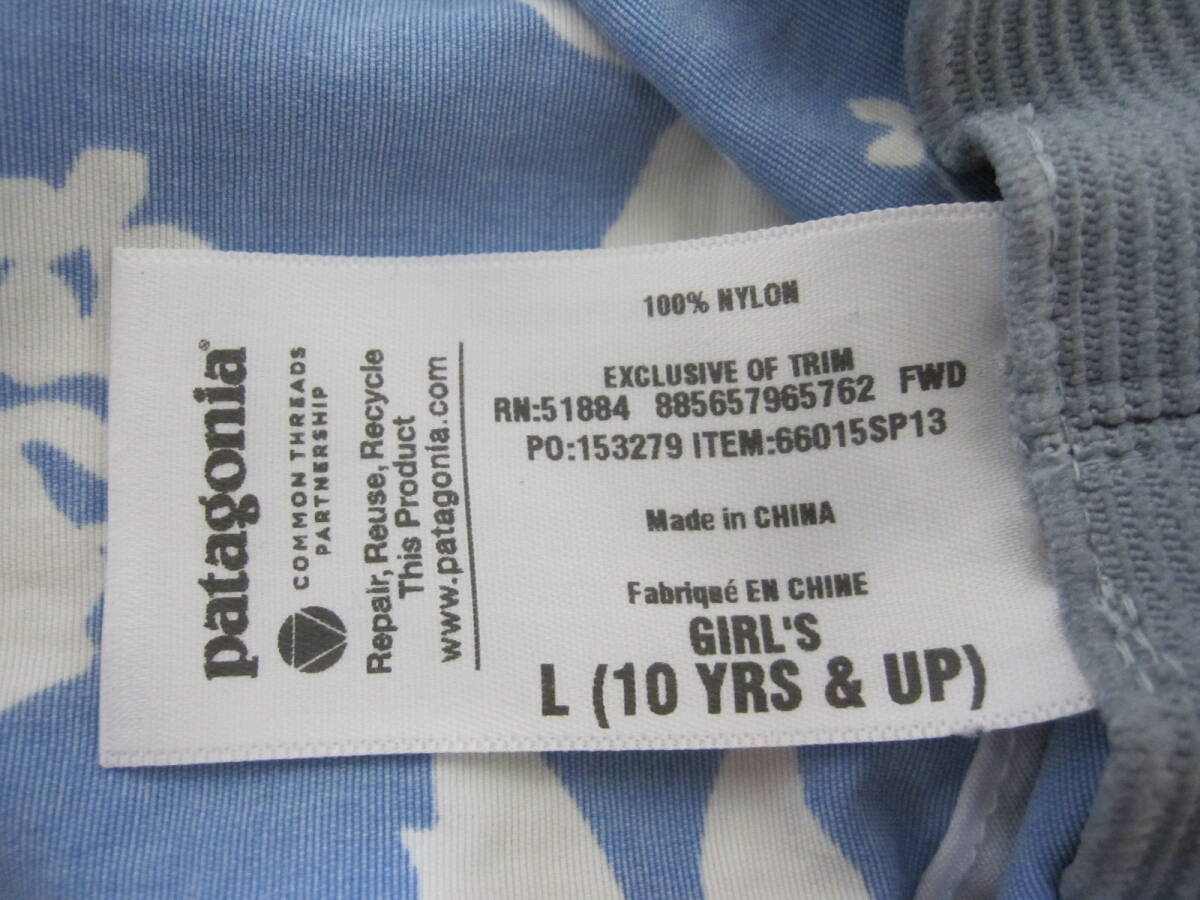 patagonia®
COMMON THREADS
PARTNERSHIP
Repair, Reuse, Recycle
This Product
www.patagonia.com
100% NYLON
EXCLUSIVE OF TRIM
RN:51884 885657965762 FWD
PO:153279 ITEM:66015SP13
Made in CHINA
Fabriqué EN CHINE
GIRL'S
L (10 YRS & UP)